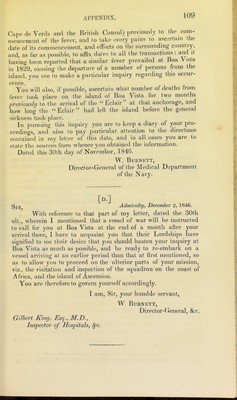 APPENDIX. 109
Cape de Verds and the British Consul) previously to the com-
mencement of the fever, and to take every pains to ascertain the
date of its commencement, and effects on the surrounding country,
and, as far as possible, to affix dates to all the transactions: and it
having been reported that a similar fever prevailed at Boa Vista
in 1829, causing the departure of a number of persons from the
island, you are to make a particular inquiry regarding this occur-
rence.
You will also, if possible, ascertain what number of deaths from
fever took place on the island of Boa Vista for two months
previously to the arrival of the “Eclair” at that anchorage, and
how long the “Eclair” had left the island before the general
sickness took place.
In pursuing this inquiry you are to keep a diary of your pro-
ceedings, and also to pay particular attention to the directions
contained in my letter of this date, and in all cases you are to
state the sources from whence you obtained the information.
Dated this 30th day of November, 1846.
W. BURNETT,
Director-General of the Medical Department
of the Navy.
[D.]
Admiralty, December 2, 1846.
SIR,
With reference to that part of my letter, dated the 30th
ult., wherein I mentioned that a vessel of war will be instructed
to call for you at Boa Vista at the end of a month after your
arrival there, I have to acquaint you that their Lordships have
signified to me their desire that you should hasten your inquiry at
Boa Vista as much as possible, and be ready to re-embark on a
vessel arriving at an earlier period than that at first mentioned, so
as to allow you to proceed on the ulterior parts of your mission,
viz., the visitation and inspection of the squadron on the coast of
Africa, and the island of Ascension.
You are therefore to govern yourself accordingly.
I am, Sir, your humble servant,
W. BURNETT,
Director-General, &c.
Gilbert King, Esq., M.D.,
Inspector of Hospitals, &c.